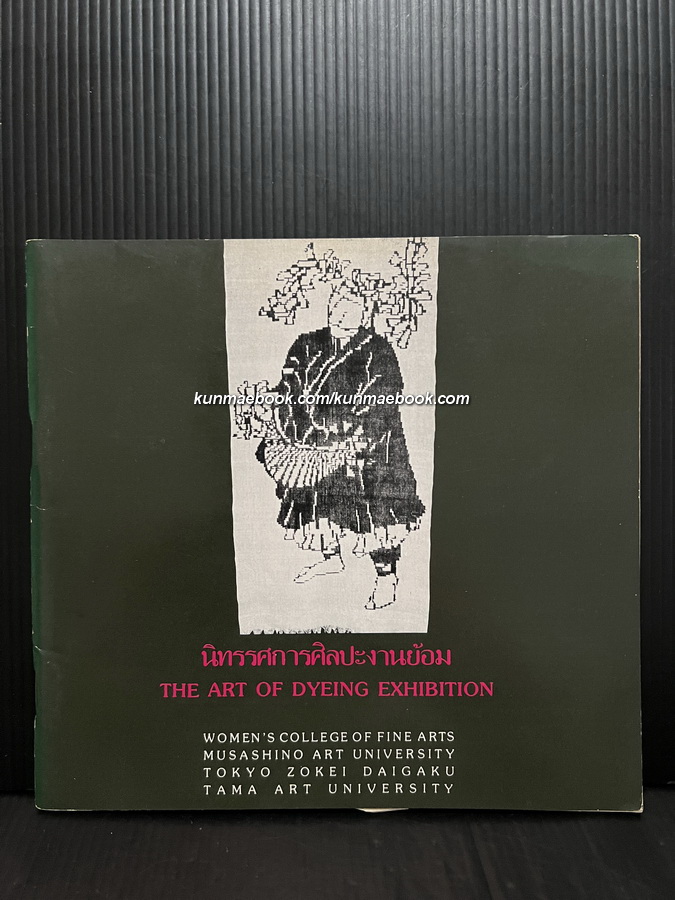 kunmaebook.com/kunmaebook.com
นิทรรศการศิลปะงานย้อม
THE ART OF DYEING EXHIBITION
WOMEN'S COLLEGE OF FINE ARTS
MUSASHINO ART UNIVERSITY
TOKYO ZOKEI DAIGAKU
TAMA ART UNIVERSITY